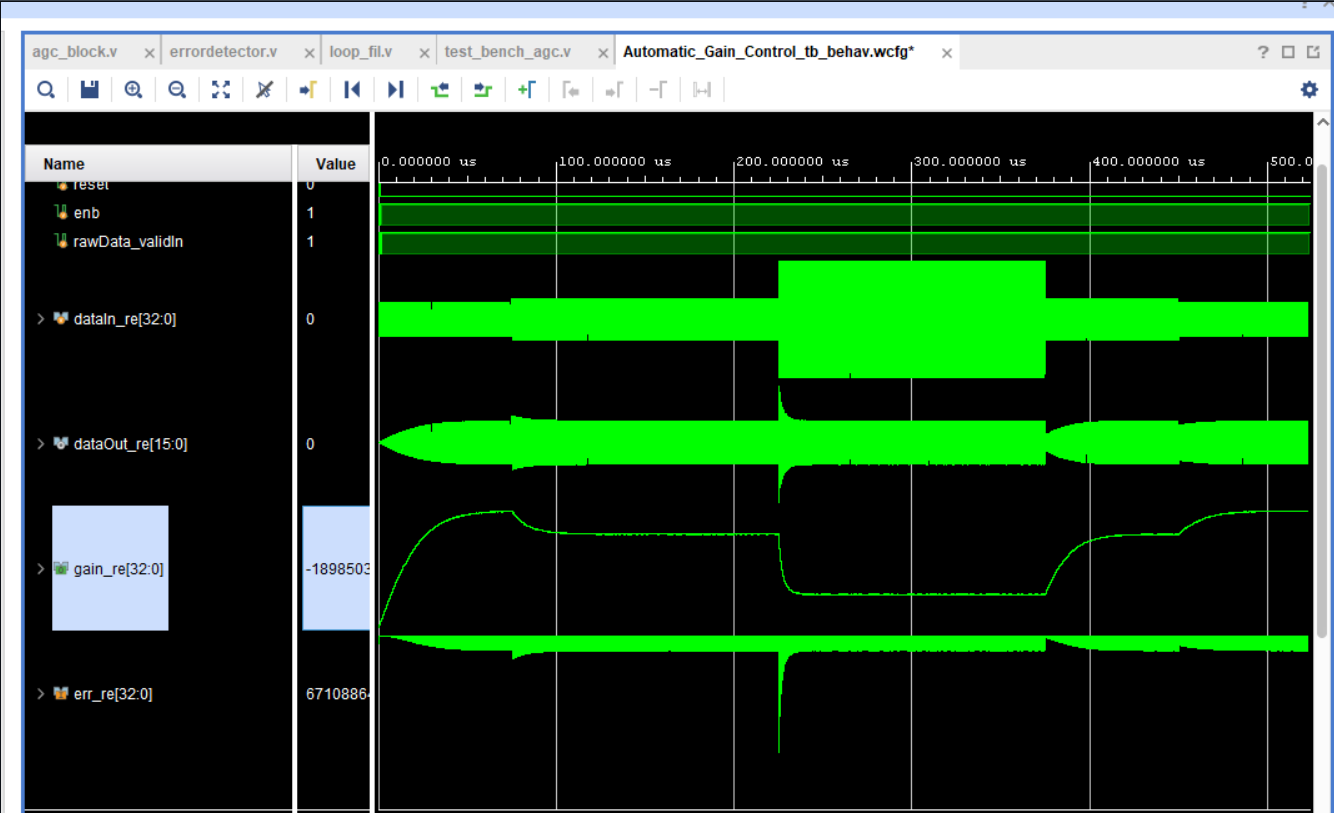 agc_block.v × errordetector.v × loop_fil.v × test_bench_agc.v × Automatic_Gain_Control_tb_behav.wcfg* ×
Name Value 0.000000 us 100.000000 us 200.000000 us 300.000000 us 400.000000 us 500.0
reset 0
enb 1
rawData_validIn 1
dataIn_re[32:0] 0
dataOut_re[15:0] 0
gain_re[32:0] -1898503
err_re[32:0] 67108864